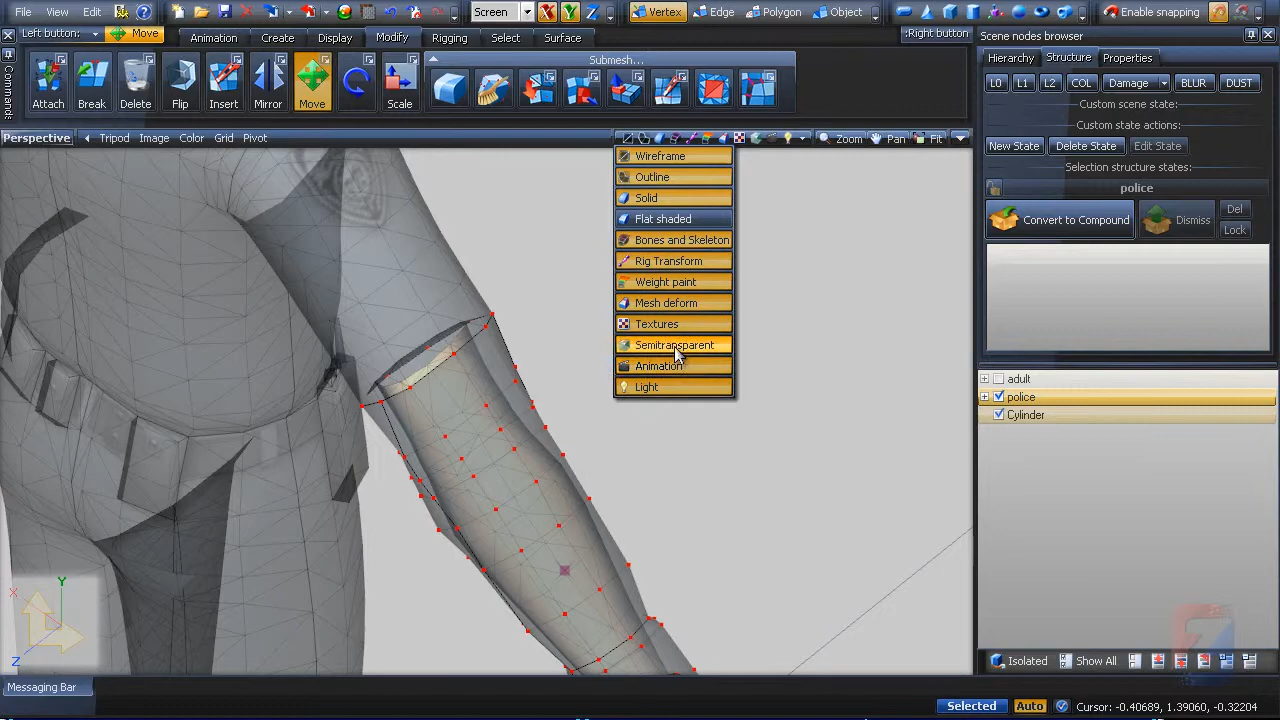 File View Edit Screen X Y Z Vertex Edge Polygon Object Enable snapping
Left button: Move Animation Create Display Modify Rigging Select Surface :Right button
Commands
Attach Break Delete Flip Insert Mirror Move Scale
Submesh...
Perspective Tripod Image Color Grid Pivot Zoom Pan Fit
Wireframe
Outline
Solid
Flat shaded
Bones and Skeleton
Rig Transform
Weight paint
Mesh deform
Textures
Semitransparent
Animation
Light
Scene nodes browser
Hierarchy Structure Properties
L0 L1 L2 COL Damage BLUR DUST
Custom scene state:
Custom state actions:
New State Delete State Edit State
Selection structure states:
police
Convert to Compound Dismiss Del
Lock
adult
police
Cylinder
Isolated Show All
X Y Z
Messaging Bar
Selected Auto Cursor: -0.40689, 1.39060, -0.32204